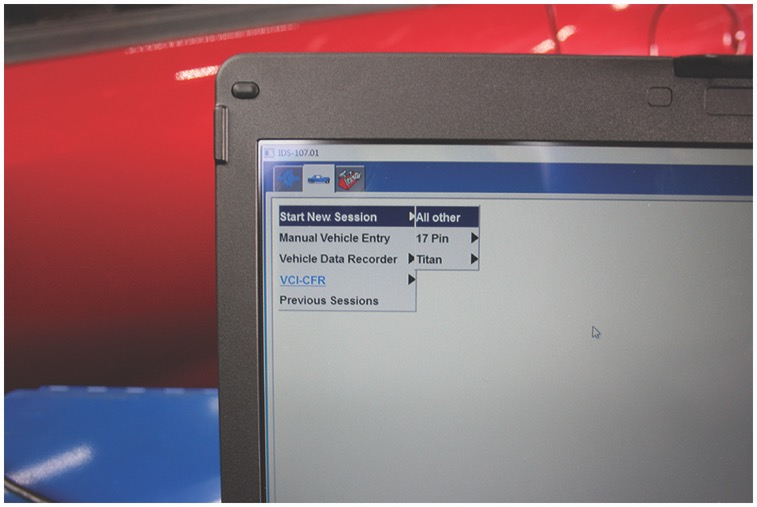 IDS-107.01
Start New Session
All other
Manual Vehicle Entry
17 Pin
Vehicle Data Recorder
Titan
VCI-CFR
Previous Sessions